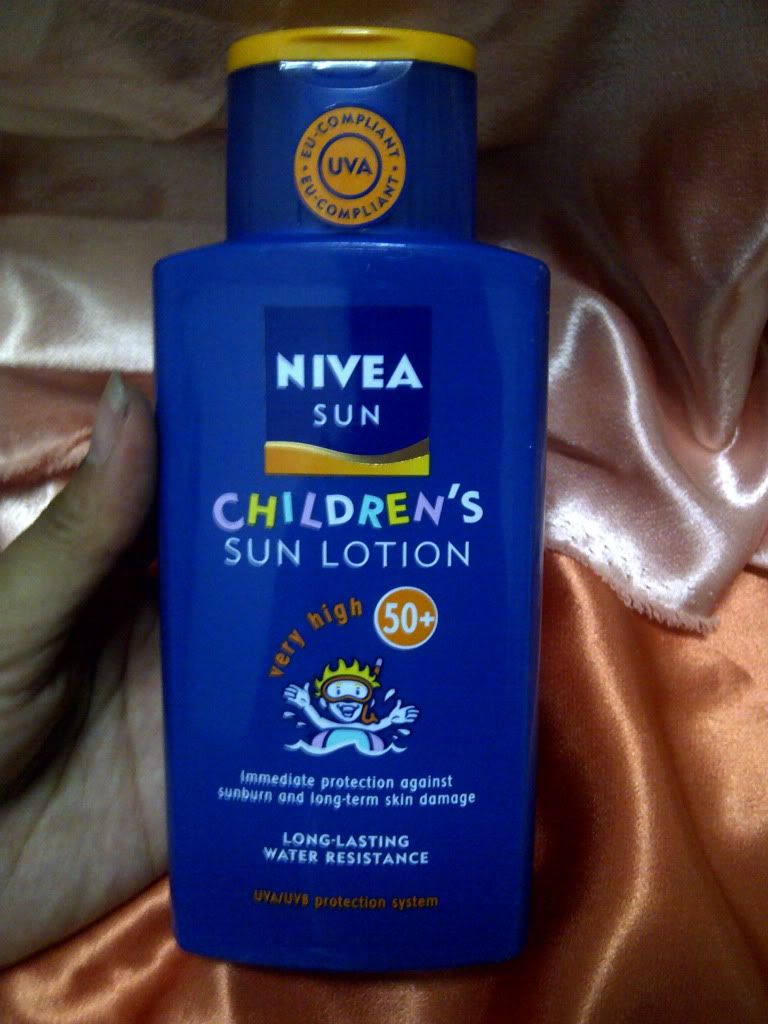 EU-COMPLIANT
UVA
EU-COMPLIANT
NIVEA
SUN
CHILDREN'S
SUN LOTION
very high 50+
Immediate protection against
sunburn and long-term skin damage
LONG-LASTING
WATER RESISTANCE
UVA/UVB protection system